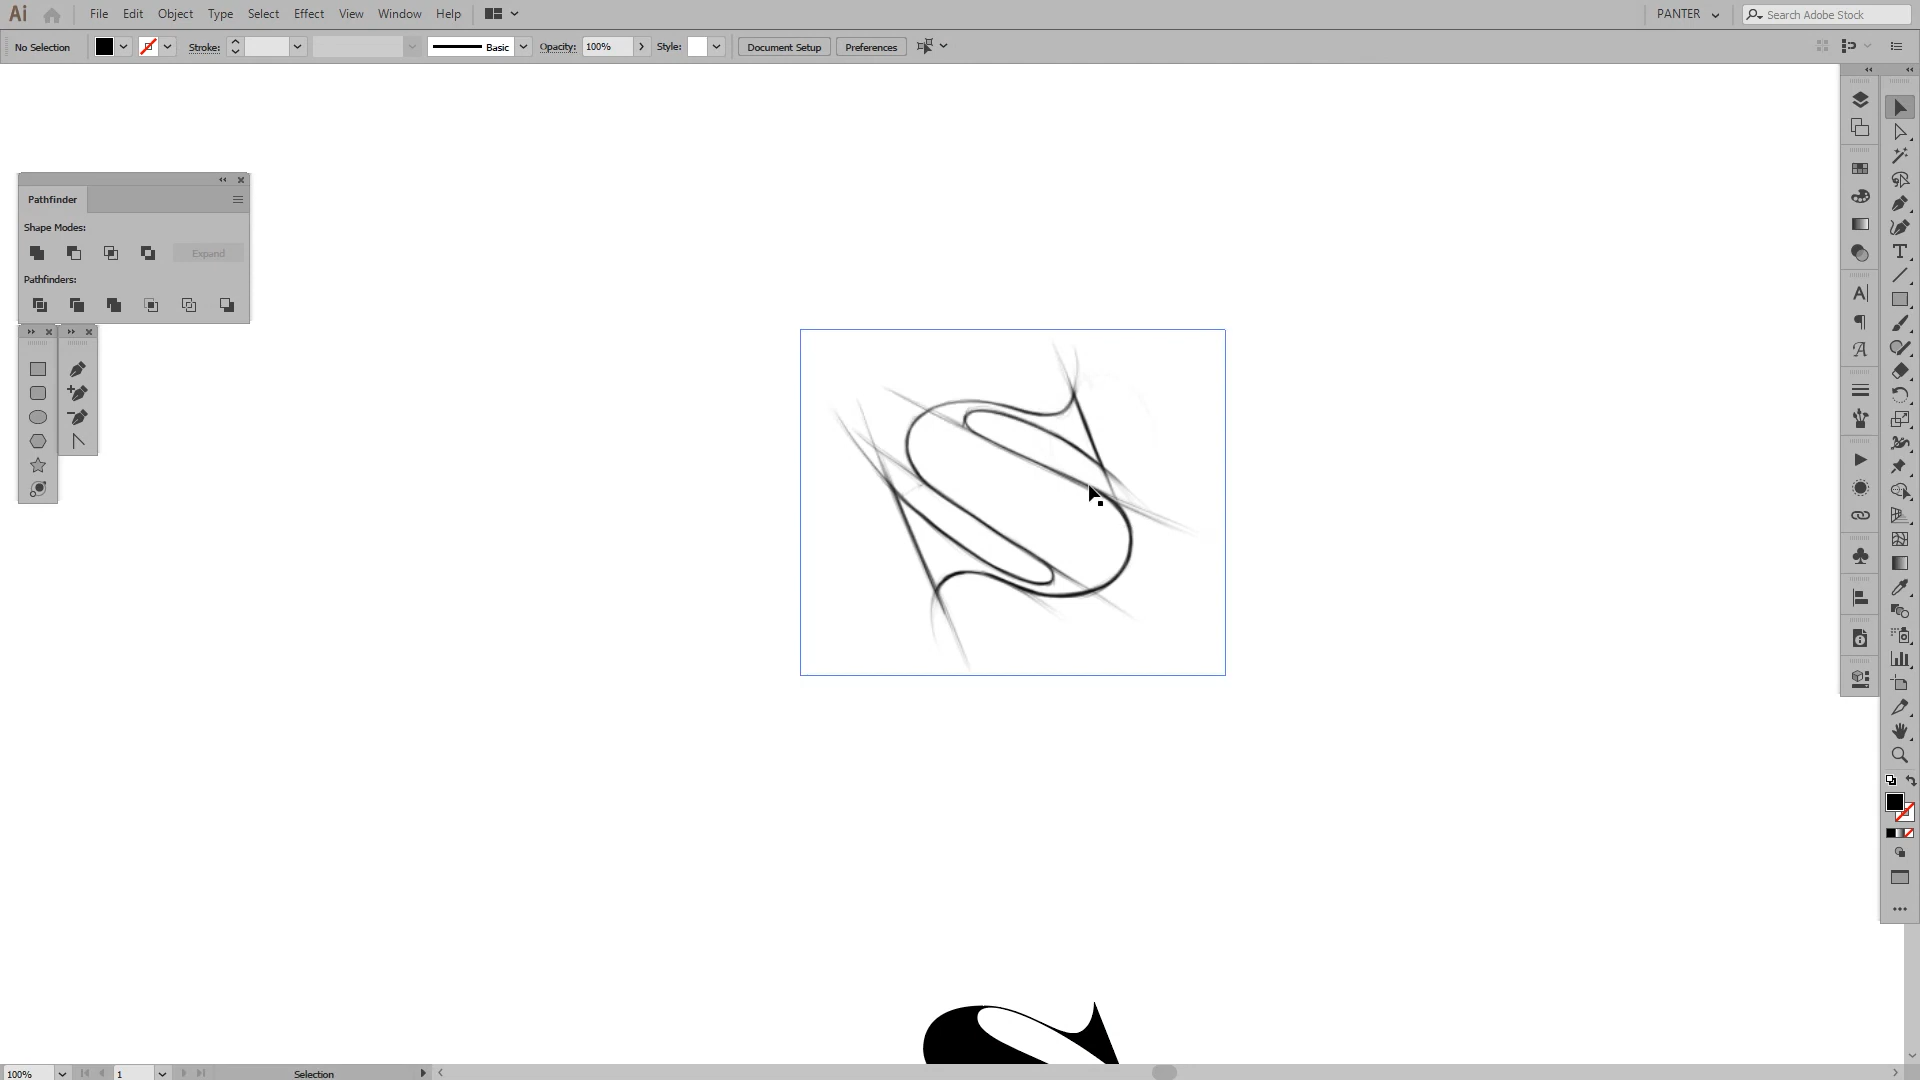 Ai File Edit Object Type Select Effect View Window Help PANTER Search Adobe Stock
No Selection Stroke: Basic Opacity: 100% Style: Document Setup Preferences
Pathfinder
Shape Modes:
Expand
Pathfinders:
S
100% 1 Selection